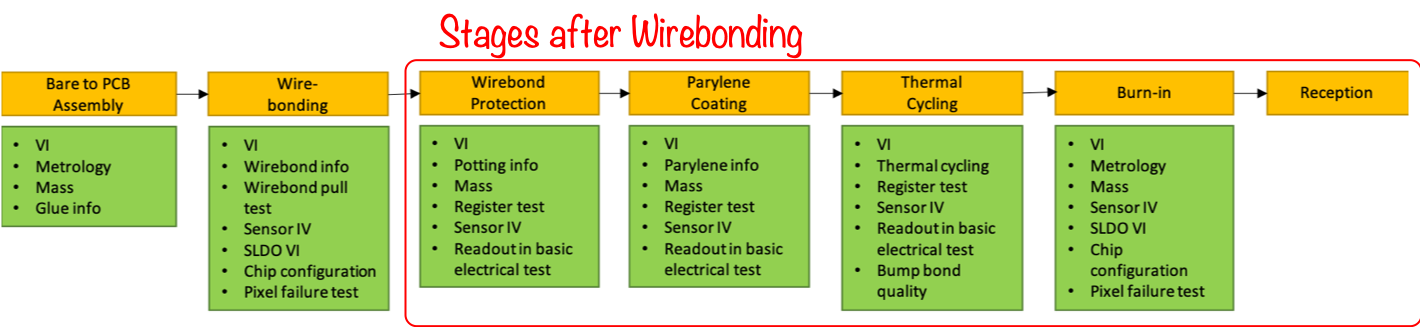 Stages after Wirebonding
Bare to PCB
Assembly
• VI
• Metrology
• Mass
• Glue info
Wire-
bonding
• VI
• Wirebond info
• Wirebond pull
test
• Sensor IV
• SLDO VI
• Chip configuration
• Pixel failure test
Wirebond
Protection
• VI
• Potting info
• Mass
• Register test
• Sensor IV
• Readout in basic
electrical test
Parylene
Coating
• VI
• Parylene info
• Mass
• Register test
• Sensor IV
• Readout in basic
electrical test
Thermal
Cycling
• VI
• Thermal cycling
• Register test
• Sensor IV
• Readout in basic
electrical test
• Bump bond
quality
Burn-in
• VI
• Metrology
• Mass
• Sensor IV
• SLDO VI
• Chip
configuration
• Pixel failure test
Reception